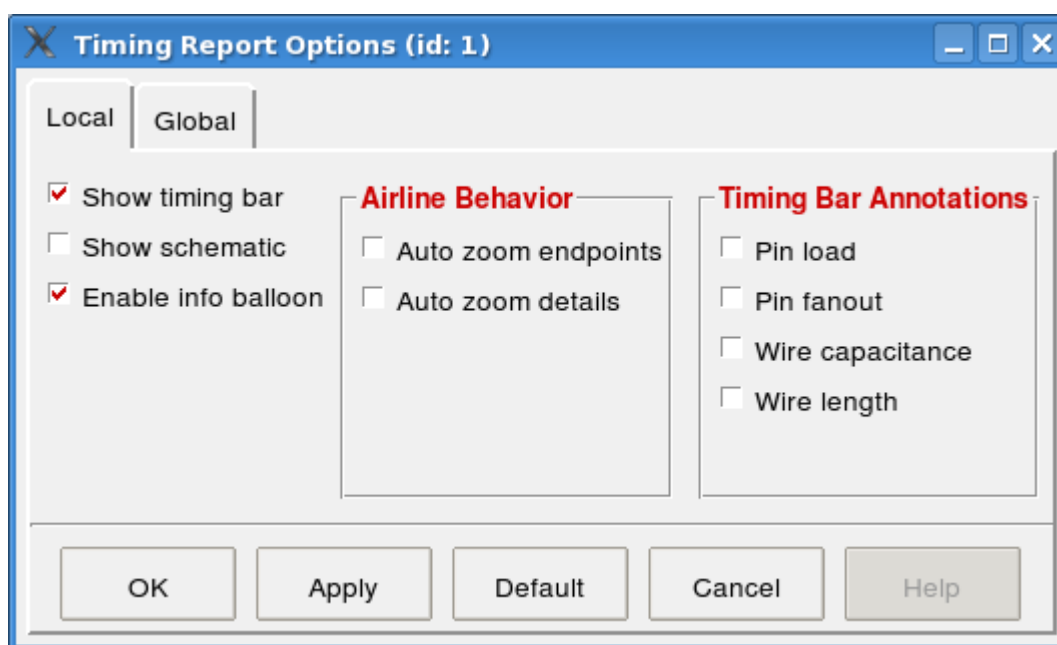 Timing Report Options (id: 1)
Local
Global
Show timing bar
Show schematic
Enable info balloon
Airline Behavior
Auto zoom endpoints
Auto zoom details
Timing Bar Annotations
Pin load
Pin fanout
Wire capacitance
Wire length
OK
Apply
Default
Cancel
Help